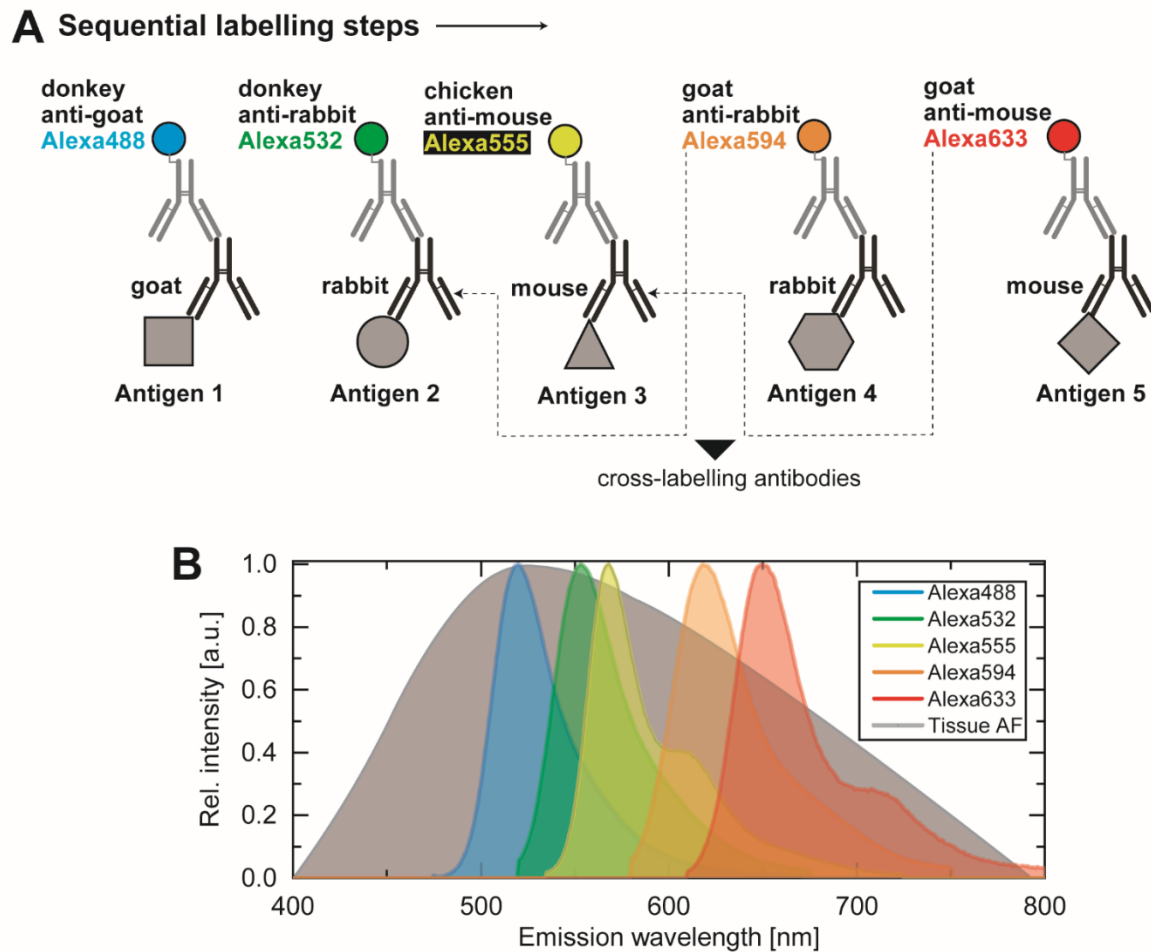 A Sequential labelling steps
donkey
anti-goat
Alexa488
donkey
anti-rabbit
Alexa532
chicken
anti-mouse
Alexa555
goat
anti-rabbit
Alexa594
goat
anti-mouse
Alexa633
goat
rabbit
mouse
rabbit
mouse
Antigen 1
Antigen 2
Antigen 3
Antigen 4
Antigen 5
cross-labelling antibodies
B
Rel. intensity [a.u.]
1.0
0.8
0.6
0.4
0.2
0.0
Alexa488
Alexa532
Alexa555
Alexa594
Alexa633
Tissue AF
400 500 600 700 800
Emission wavelength [nm]